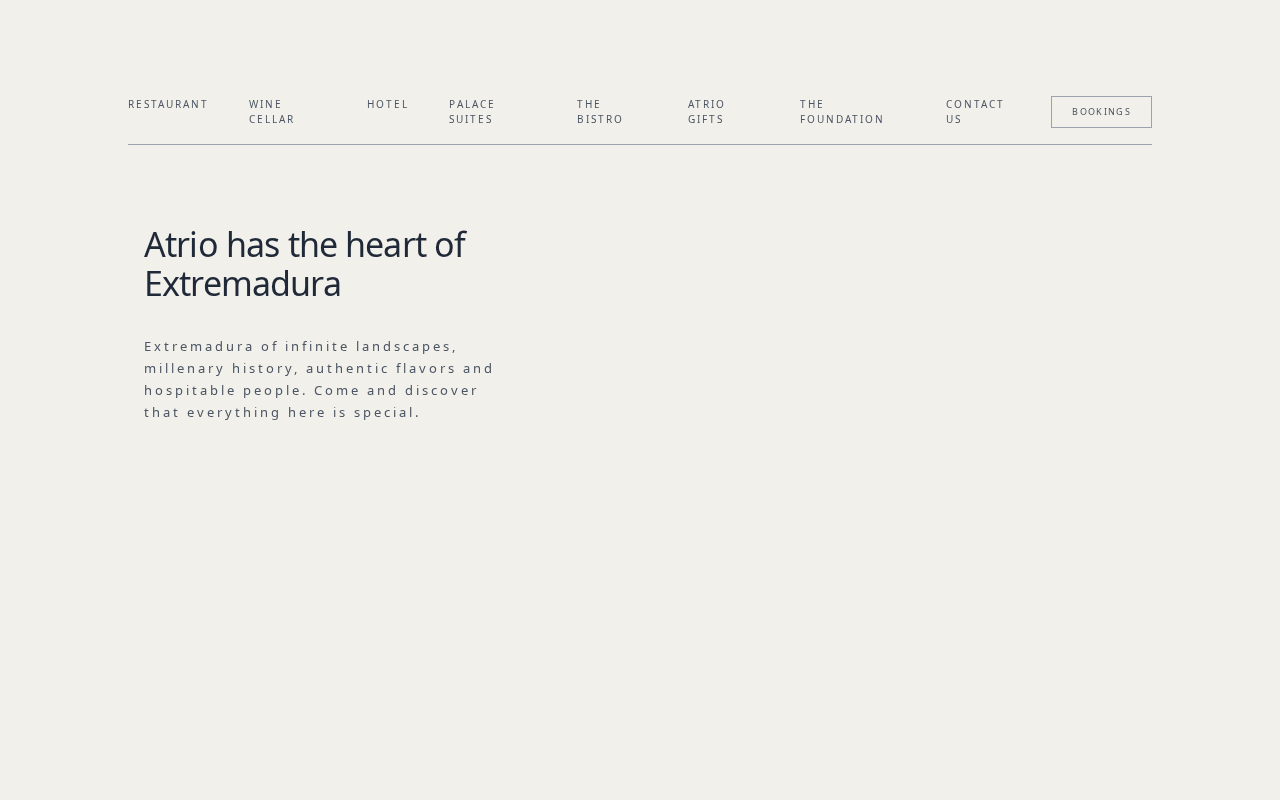 RESTAURANT
WINE CELLAR
HOTEL
PALACE SUITES
THE BISTRO
ATRIO GIFTS
THE FOUNDATION
CONTACT US
BOOKINGS
Atrio has the heart of
Extremadura
Extremadura of infinite landscapes,
millenary history, authentic flavors and
hospitable people. Come and discover
that everything here is special.